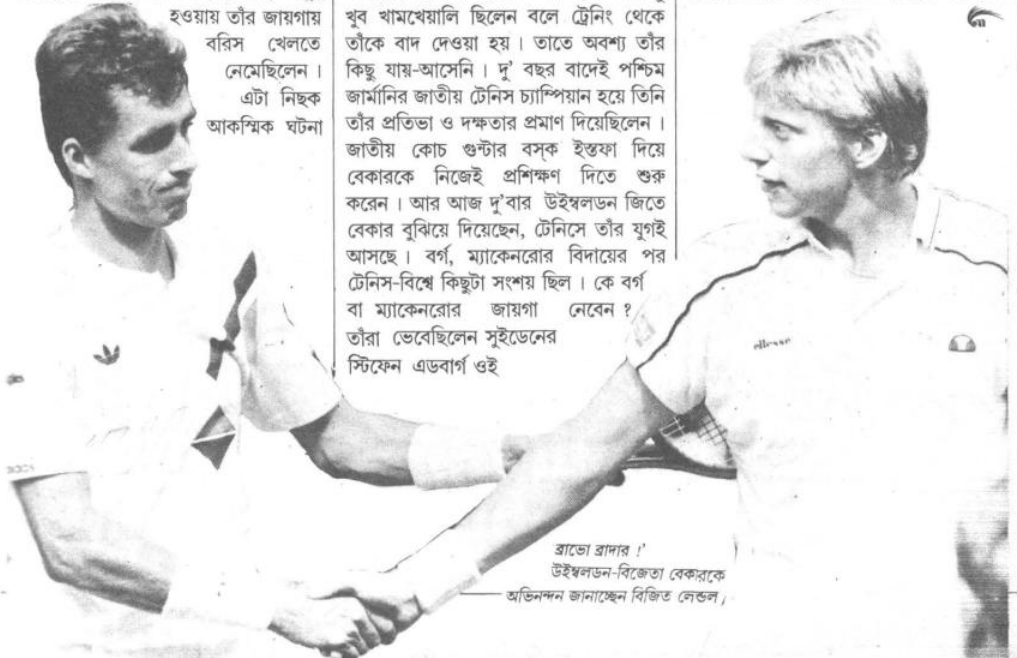 হওয়ায় তাঁর জায়গায়
বরিস খেলতে
নেমেছিলেন।
এটা নিছক
আকস্মিক ঘটনা
খুব খামখেয়ালি ছিলেন বলে ট্রেনিং থেকে
তাঁকে বাদ দেওয়া হয়। তাতে অবশ্য তাঁর
কিছু যায়-আসেনি। দু' বছর বাদেই পশ্চিম
জার্মানির জাতীয় টেনিস চ্যাম্পিয়ান হয়ে তিনি
তাঁর প্রতিভা ও দক্ষতার প্রমাণ দিয়েছিলেন।
জাতীয় কোচ গুন্টার বস্‌ক ইস্তফা দিয়ে
বেকারকে নিজেই প্রশিক্ষণ দিতে শুরু
করেন। আর আজ দু'বার উইম্বলডন জিতে
বেকার বুঝিয়ে দিয়েছেন, টেনিসে তাঁর যুগই
আসছে। বর্গ, ম্যাকেনরোর বিদায়ের পর
টেনিস-বিশ্বে কিছুটা সংশয় ছিল। কে বর্গ
বা ম্যাকেনরোর জায়গা নেবেন?
তাঁরা ভেবেছিলেন সুইডেনের
স্টিফেন এডবার্গ ওই
ellesse
ব্রাভো ব্রাদার!'
উইম্বলডন-বিজেতা বেকারকে
অভিনন্দন জানাচ্ছেন বিজিত লেন্ডল,